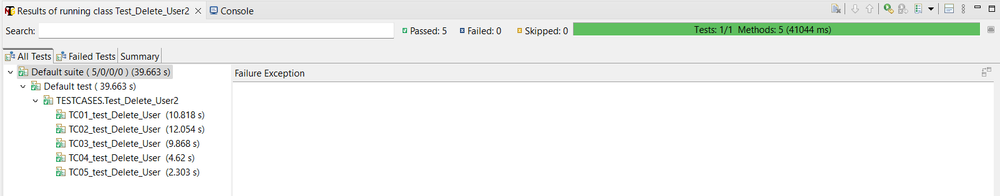 Results of running class Test_Delete_User2 Console
Search: Passed: 5 Failed: 0 Skipped: 0 Tests: 1/1 Methods: 5 (41044 ms)
All Tests Failed Tests Summary
Default suite ( 5/0/0/0 ) (39.663 s)
Failure Exception
Default test ( 39.663 s)
TESTCASES.Test_Delete_User2
TC01_test_Delete_User (10.818 s)
TC02_test_Delete_User (12.054 s)
TC03_test_Delete_User (9.868 s)
TC04_test_Delete_User (4.62 s)
TC05_test_Delete_User (2.303 s)